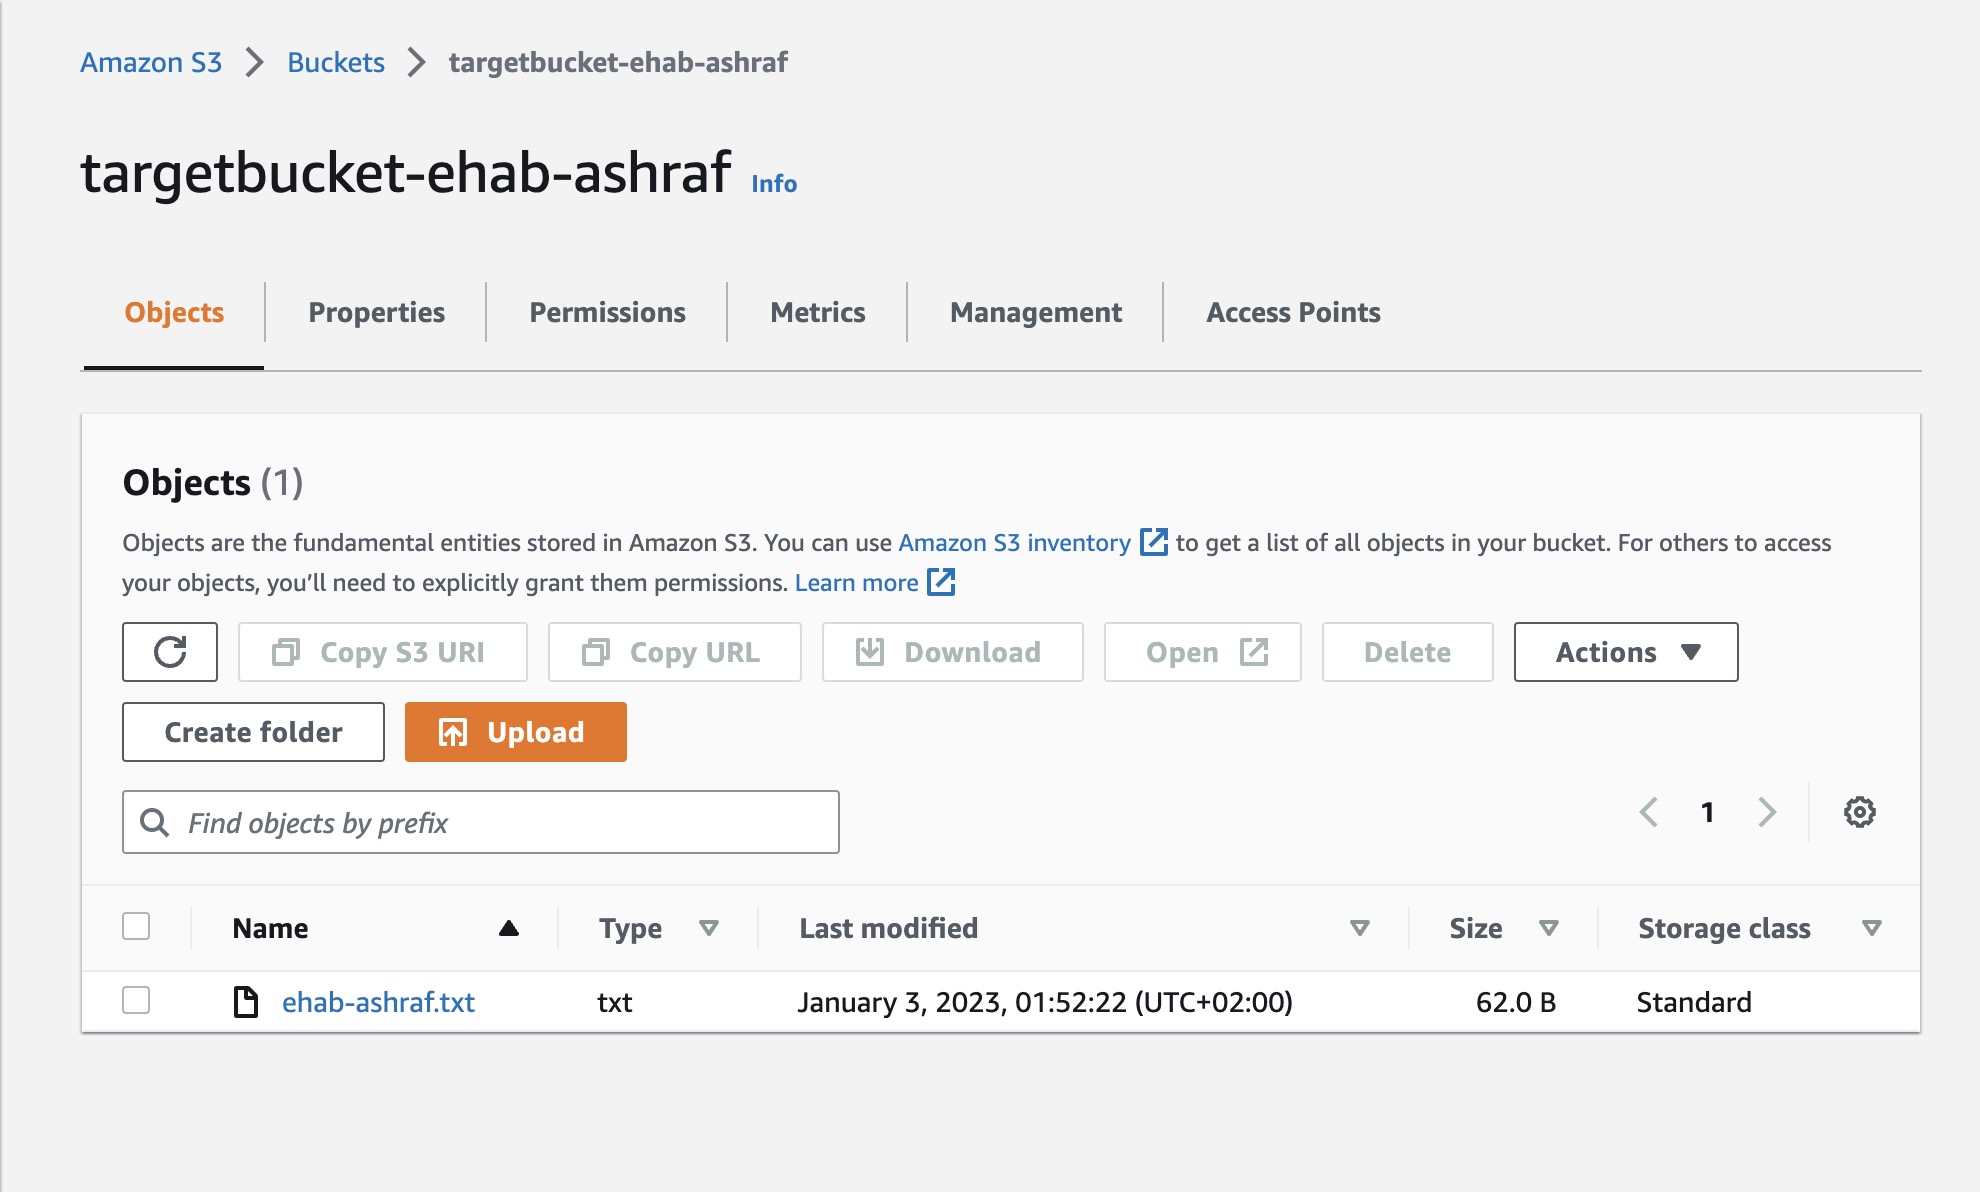 Amazon S3 Buckets targetbucket-ehab-ashraf
targetbucket-ehab-ashraf Info
Objects Properties Permissions Metrics Management Access Points
Objects (1)
Objects are the fundamental entities stored in Amazon S3. You can use Amazon S3 inventory to get a list of all objects in your bucket. For others to access
your objects, you’ll need to explicitly grant them permissions. Learn more
Copy S3 URI Copy URL Download Open Delete Actions
Create folder Upload
Find objects by prefix 1
Name Type Last modified Size Storage class
ehab-ashraf.txt txt January 3, 2023, 01:52:22 (UTC+02:00) 62.0 B Standard